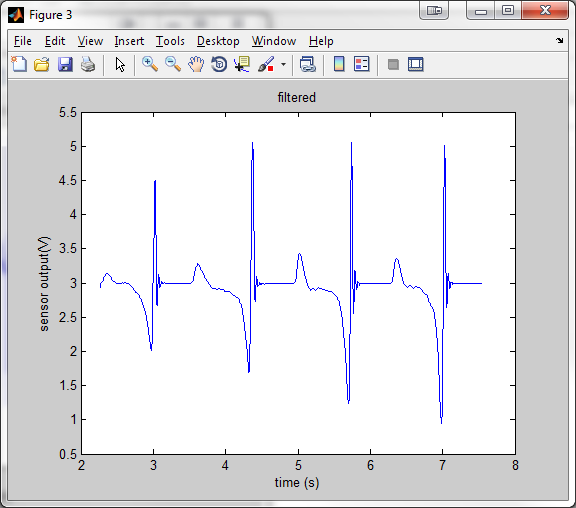 Figure 3
File Edit View Insert Tools Desktop Window Help
filtered
5.5
5
4.5
4
3.5
3
2.5
2
1.5
1
0.5
sensor output(V)
2 3 4 5 6 7 8
time (s)